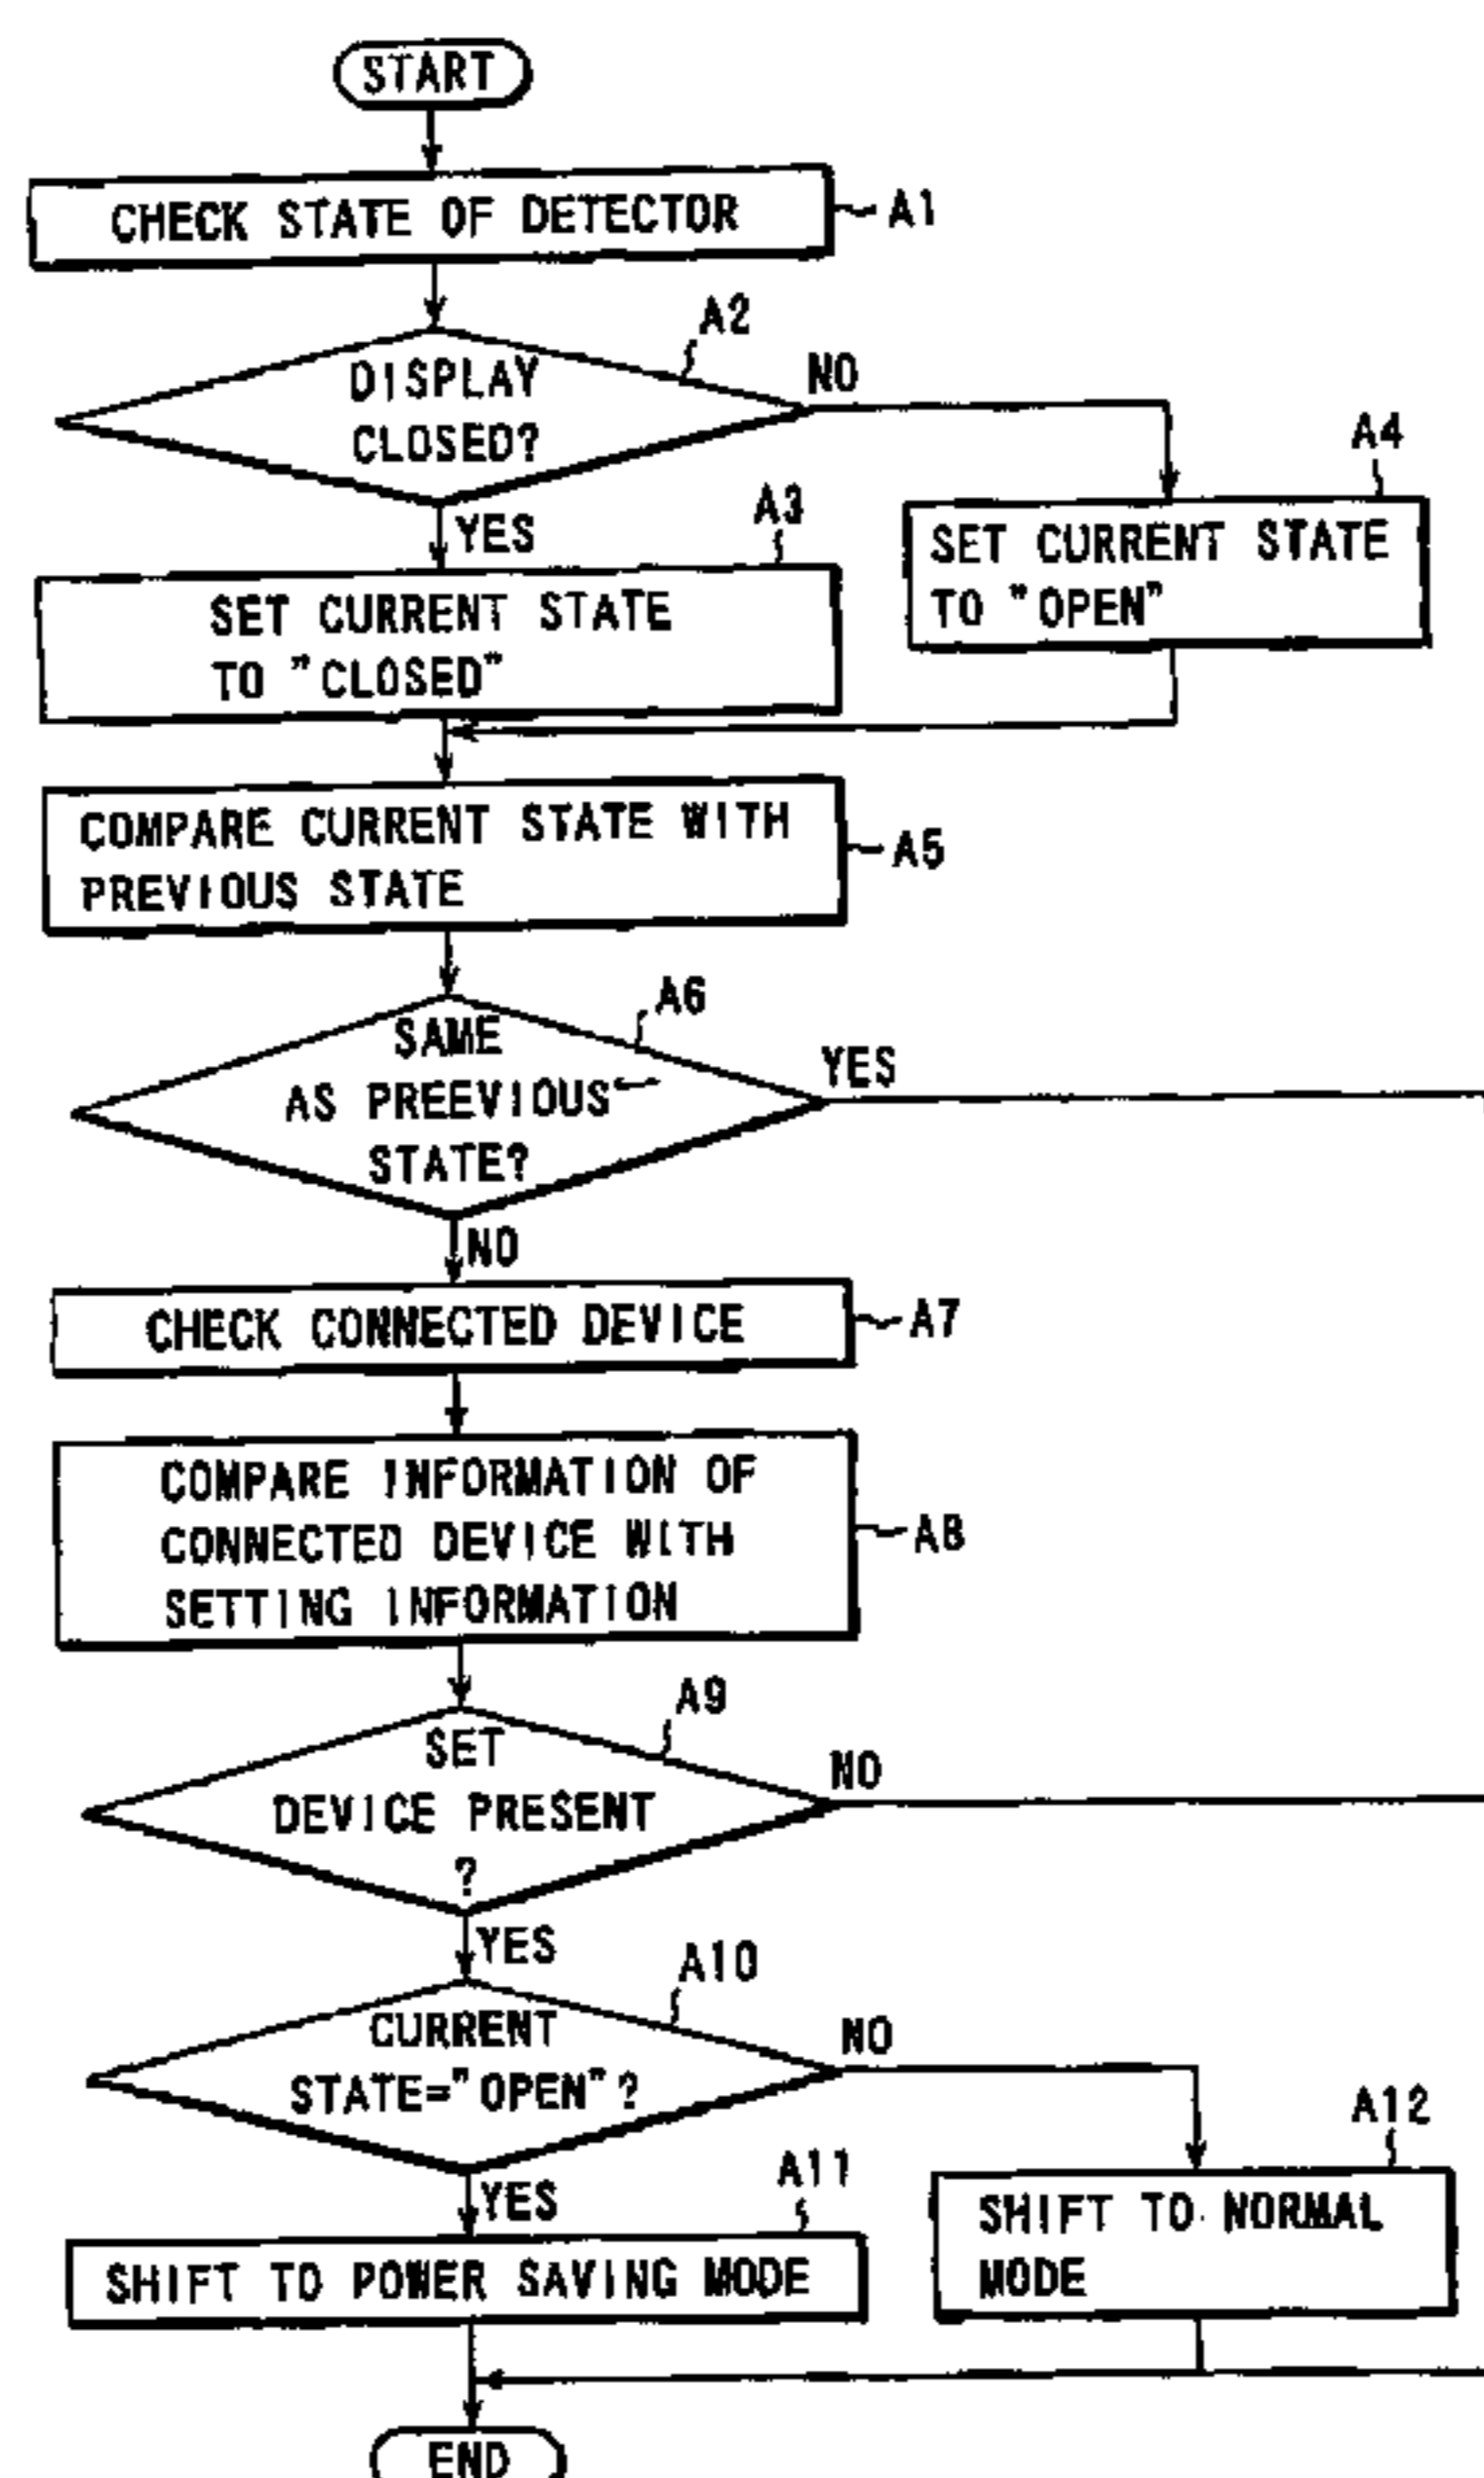 START
CHECK STATE OF DETECTOR
A1
A2
DISPLAY
CLOSED?
NO
YES
A3
A4
SET CURRENT STATE
TO "CLOSED"
SET CURRENT STATE
TO "OPEN"
COMPARE CURRENT STATE WITH
PREVIOUS STATE
A5
A6
SAME
AS PREEVIOUS
STATE?
YES
NO
CHECK CONNECTED DEVICE
A7
COMPARE INFORMATION OF
CONNECTED DEVICE WITH
SETTING INFORMATION
A8
A9
SET
DEVICE PRESENT
?
NO
YES
A10
CURRENT
STATE="OPEN"?
NO
YES
A11
A12
SHIFT TO POWER SAVING MODE
SHIFT TO NORMAL
MODE
END